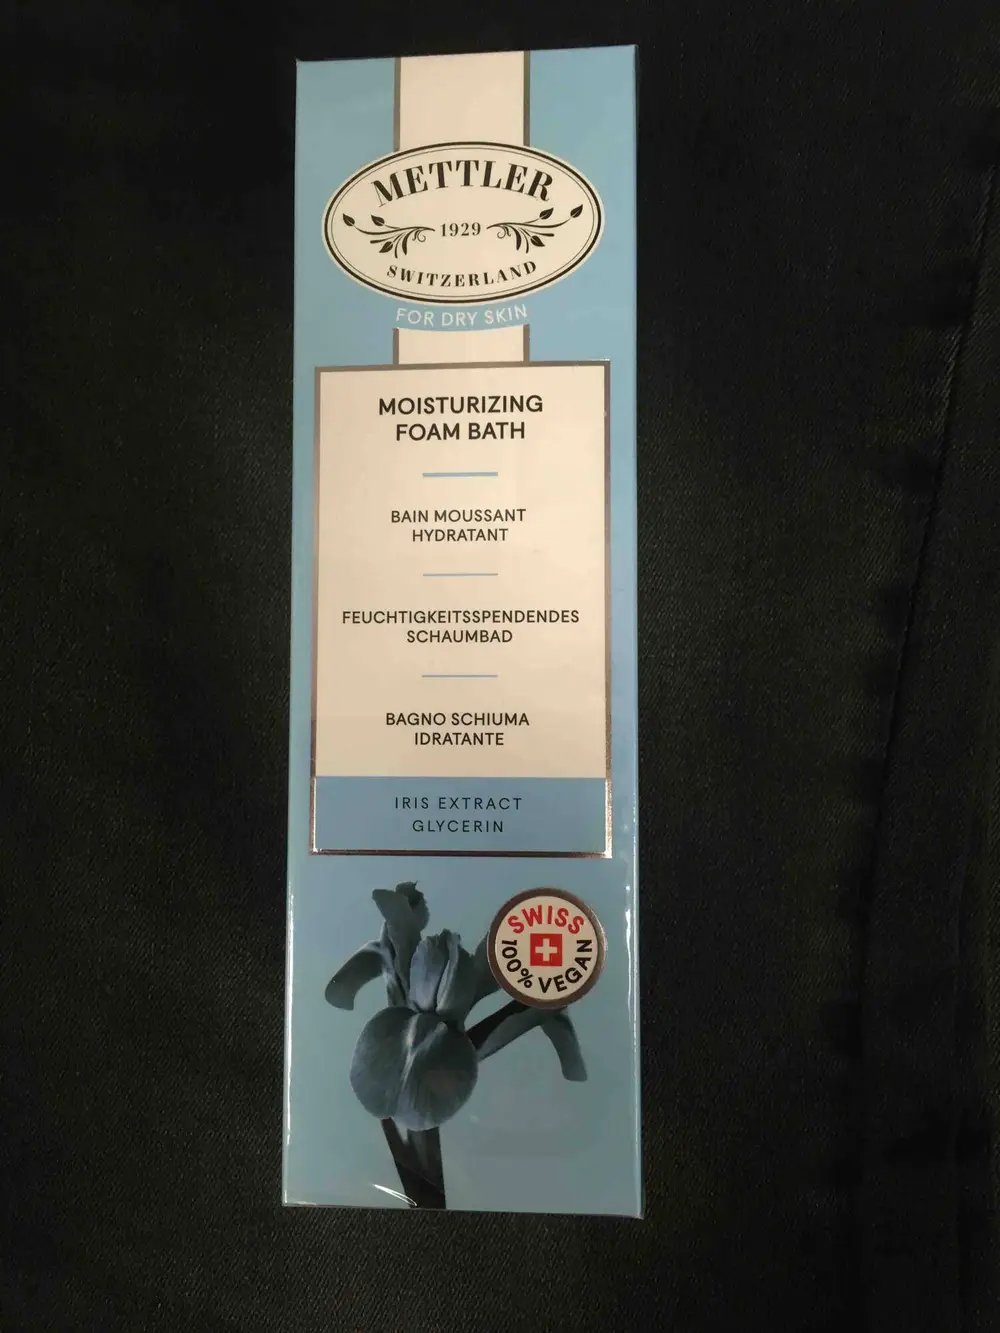 METTLER
1929
SWITZERLAND
FOR DRY SKIN
MOISTURIZING
FOAM BATH
BAIN MOUSSANT
HYDRATANT
FEUCHTIGKEITSSPENDENDES
SCHAUMBAD
BAGNO SCHIUMA
IDRATANTE
IRIS EXTRACT
GLYCERIN
SWISS
100% VEGAN